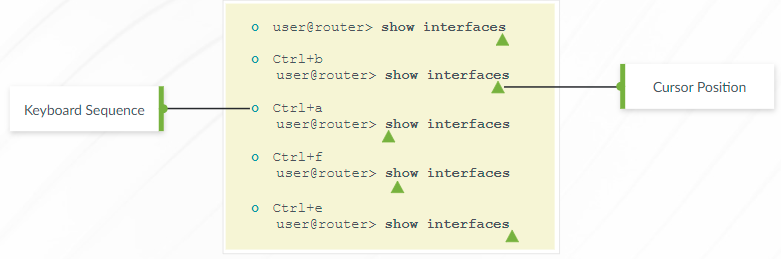 o user@router> show interfaces
o Ctrl+b
user@router> show interfaces
Cursor Position
Keyboard Sequence
o Ctrl+a
user@router> show interfaces
o Ctrl+f
user@router> show interfaces
o Ctrl+e
user@router> show interfaces